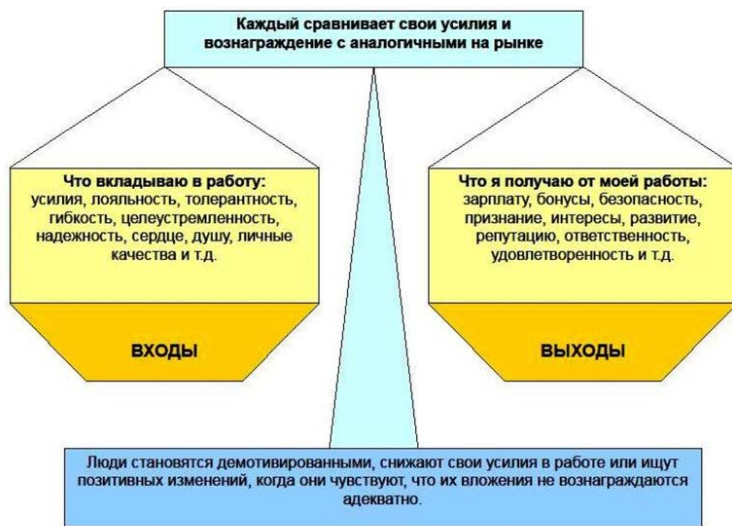 Каждый сравнивает свои усилия и
вознаграждение с аналогичными на рынке
Что вкладываю в работу:
усилия, лояльность, толерантность,
гибкость, целеустремленность,
надежность, сердце, душу, личные
качества и т.д.
ВХОДЫ
Что я получаю от моей работы:
зарплату, бонусы, безопасность,
признание, интересы, развитие,
репутацию, ответственность,
удовлетворенность и т.д.
ВЫХОДЫ
Люди становятся демотивированными, снижают свои усилия в работе или ищут
позитивных изменений, когда они чувствуют, что их вложения не вознаграждаются
адекватно.